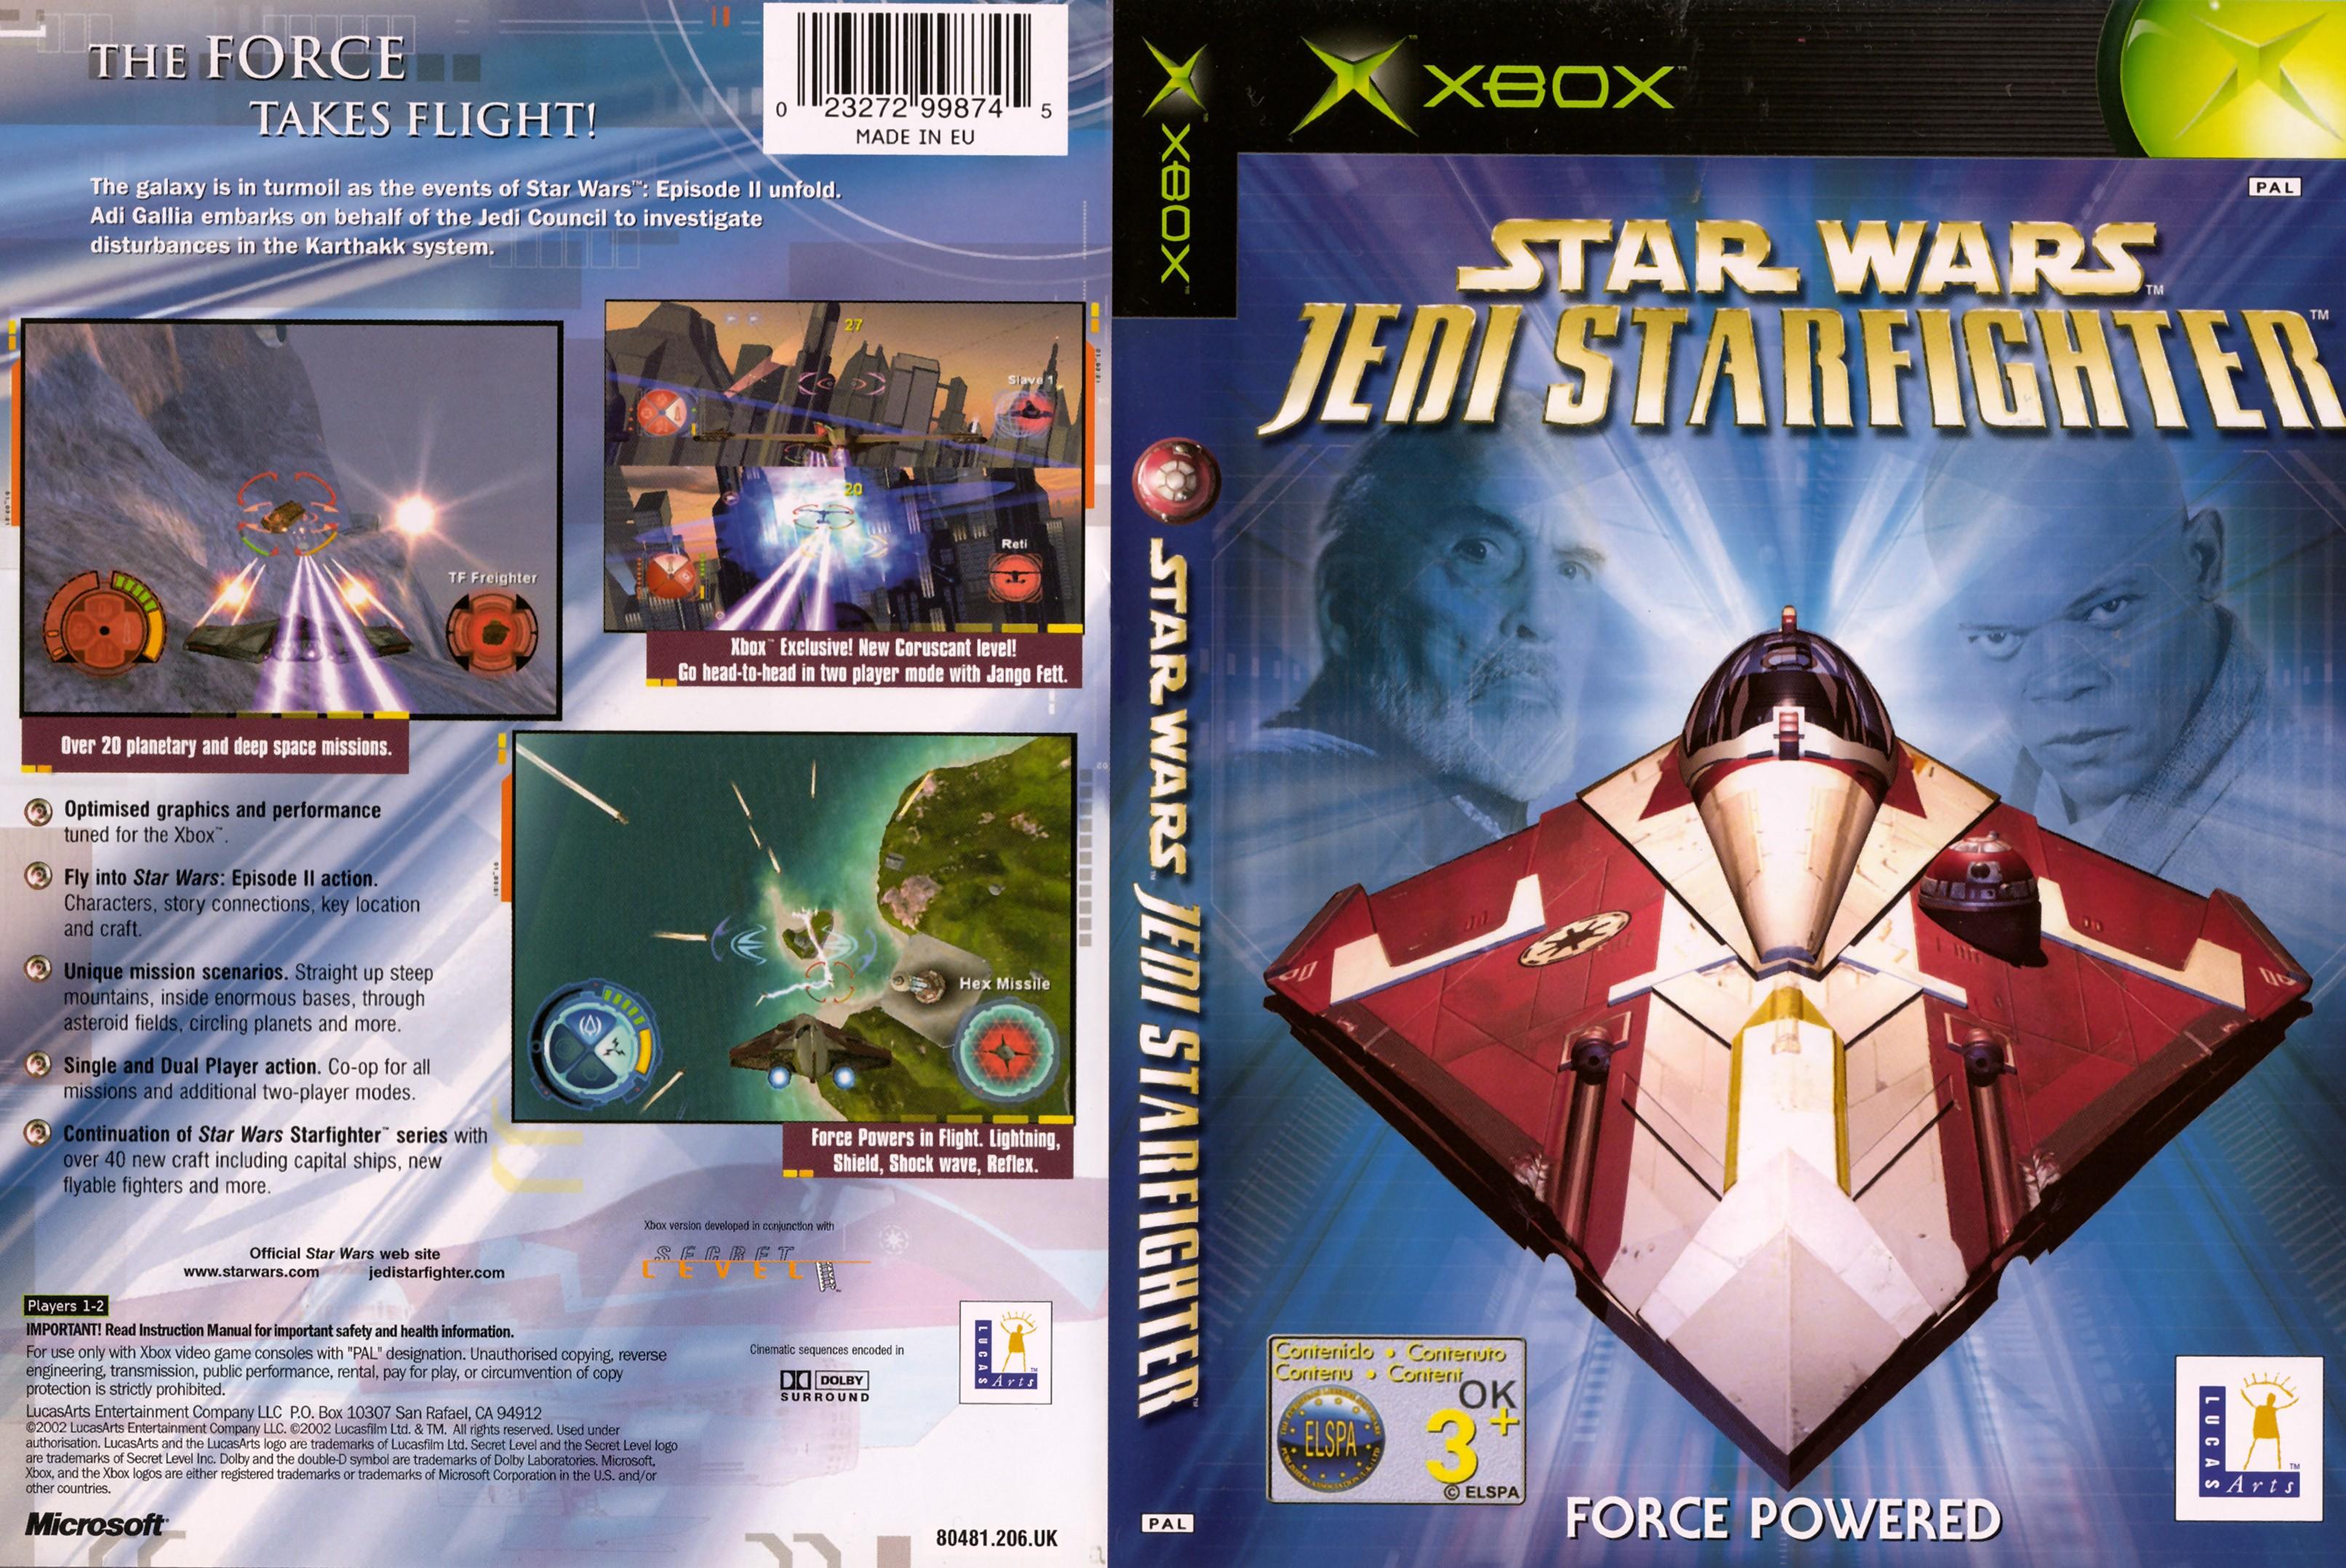 THE FORCE
TAKES FLIGHT!
0 23272 99874 5
MADE IN EU
The galaxy is in turmoil as the events of Star Wars™: Episode II unfold.
Adi Gallia embarks on behalf of the Jedi Council to investigate
disturbances in the Karthakk system.
TF Freighter
27
Slave 1
20
Reti
Xbox™ Exclusive! New Coruscant level!
Go head-to-head in two player mode with Jango Fett.
Over 20 planetary and deep space missions.
Hex Missile
Force Powers in Flight. Lightning,
Shield, Shock wave, Reflex.
Optimised graphics and performance
tuned for the Xbox™.
Fly into Star Wars: Episode II action.
Characters, story connections, key location
and craft.
Unique mission scenarios. Straight up steep
mountains, inside enormous bases, through
asteroid fields, circling planets and more.
Single and Dual Player action. Co-op for all
missions and additional two-player modes.
Continuation of Star Wars Starfighter™ series with
over 40 new craft including capital ships, new
flyable fighters and more.
Official Star Wars web site
www.starwars.com jedistarfighter.com
Xbox version developed in conjunction with
SECRET
LEVEL
Players 1-2
IMPORTANT! Read Instruction Manual for important safety and health information.
For use only with Xbox video game consoles with "PAL" designation. Unauthorised copying, reverse
engineering, transmission, public performance, rental, pay for play, or circumvention of copy
protection is strictly prohibited.
LucasArts Entertainment Company LLC P.O. Box 10307 San Rafael, CA 94912
©2002 LucasArts Entertainment Company LLC. ©2002 Lucasfilm Ltd. & TM. All rights reserved. Used under
authorisation. LucasArts and the LucasArts logo are trademarks of Lucasfilm Ltd. Secret Level and the Secret Level logo
are trademarks of Secret Level Inc. Dolby and the double-D symbol are trademarks of Dolby Laboratories. Microsoft,
Xbox, and the Xbox logos are either registered trademarks or trademarks of Microsoft Corporation in the U.S. and/or
other countries.
Microsoft
Cinematic sequences encoded in
DOLBY
SURROUND
LUCAS Arts™
80481.206.UK
XBOX™
STAR WARS™ JEDI STARFIGHTER™
PAL
XBOX™
PAL
STAR WARS™
JEDI STARFIGHTER™
Contenido • Contenuto
Contenu • Content
OK
ELSPA
3+
© ELSPA
FORCE POWERED
LUCAS Arts™